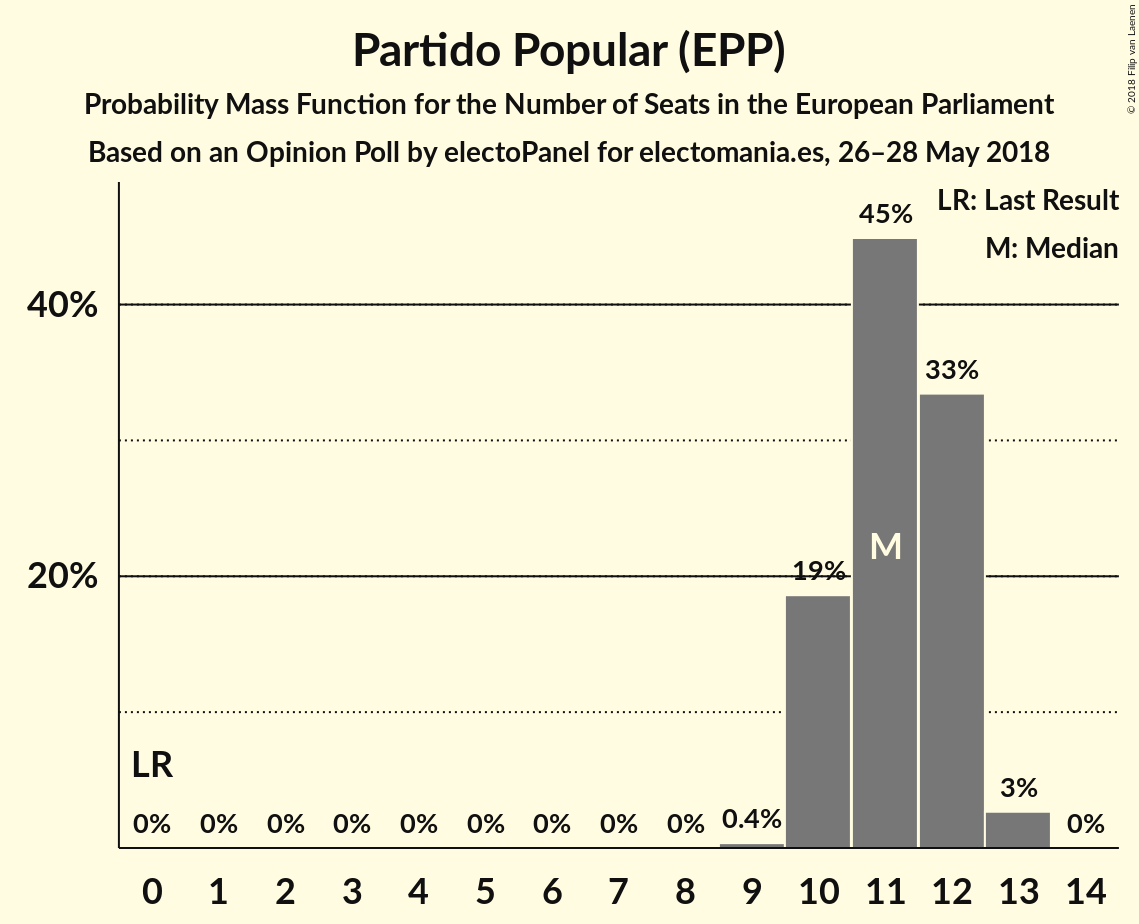 Partido Popular (EPP)
Probability Mass Function for the Number of Seats in the European Parliament
Based on an Opinion Poll by electoPanel for electomania.es, 26–28 May 2018
© 2018 Filip van Laenen
LR: Last Result
M: Median
45%
40%
33%
M
20%
19%
LR
3%
0% 0% 0% 0% 0% 0% 0% 0% 0% 0.4% 0%
0 1 2 3 4 5 6 7 8 9 10 11 12 13 14